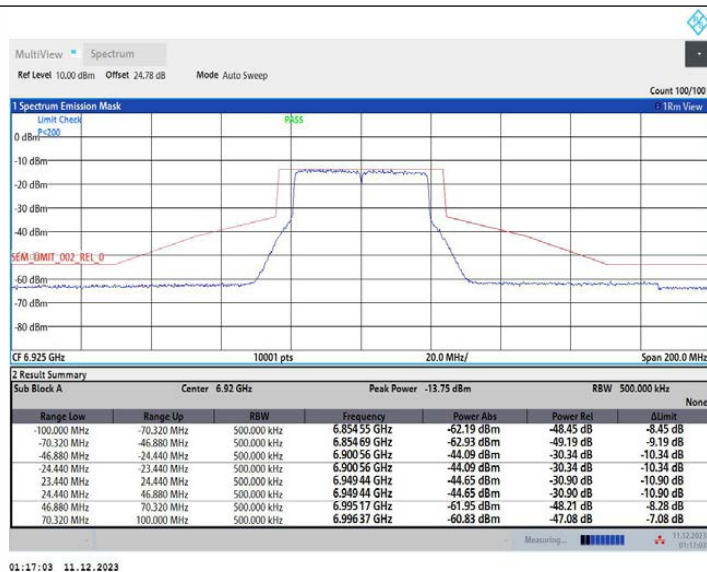 MultiView Spectrum
Ref Level 10.00 dBm Offset 24.78 dB Mode Auto Sweep
Count 100/100
1 Spectrum Emission Mask 1Rm View
Limit Check PASS
P<200
0 dBm
-10 dBm
-20 dBm
-30 dBm
-40 dBm
SEM_LIMIT_002_REL_0
-60 dBm
-70 dBm
-80 dBm
CF 6.925 GHz 10001 pts 20.0 MHz/ Span 200.0 MHz
2 Result Summary
Sub Block A Center 6.92 GHz Peak Power -13.75 dBm RBW 500.000 kHz
None
Range Low Range Up RBW Frequency Power Abs Power Rel ΔLimit
-100.000 MHz -70.320 MHz 500.000 kHz 6.854 55 GHz -62.19 dBm -48.45 dB -8.45 dB
-70.320 MHz -46.880 MHz 500.000 kHz 6.854 69 GHz -62.93 dBm -49.19 dB -9.19 dB
-46.880 MHz -24.440 MHz 500.000 kHz 6.900 56 GHz -44.09 dBm -30.34 dB -10.34 dB
-24.440 MHz -23.440 MHz 500.000 kHz 6.900 56 GHz -44.09 dBm -30.34 dB -10.34 dB
23.440 MHz 24.440 MHz 500.000 kHz 6.949 44 GHz -44.65 dBm -30.90 dB -10.90 dB
24.440 MHz 46.880 MHz 500.000 kHz 6.949 44 GHz -44.65 dBm -30.90 dB -10.90 dB
46.880 MHz 70.320 MHz 500.000 kHz 6.995 17 GHz -61.95 dBm -48.21 dB -8.28 dB
70.320 MHz 100.000 MHz 500.000 kHz 6.996 37 GHz -60.83 dBm -47.08 dB -7.08 dB
Measuring... 11.12.2023
01:17:03
01:17:03 11.12.2023